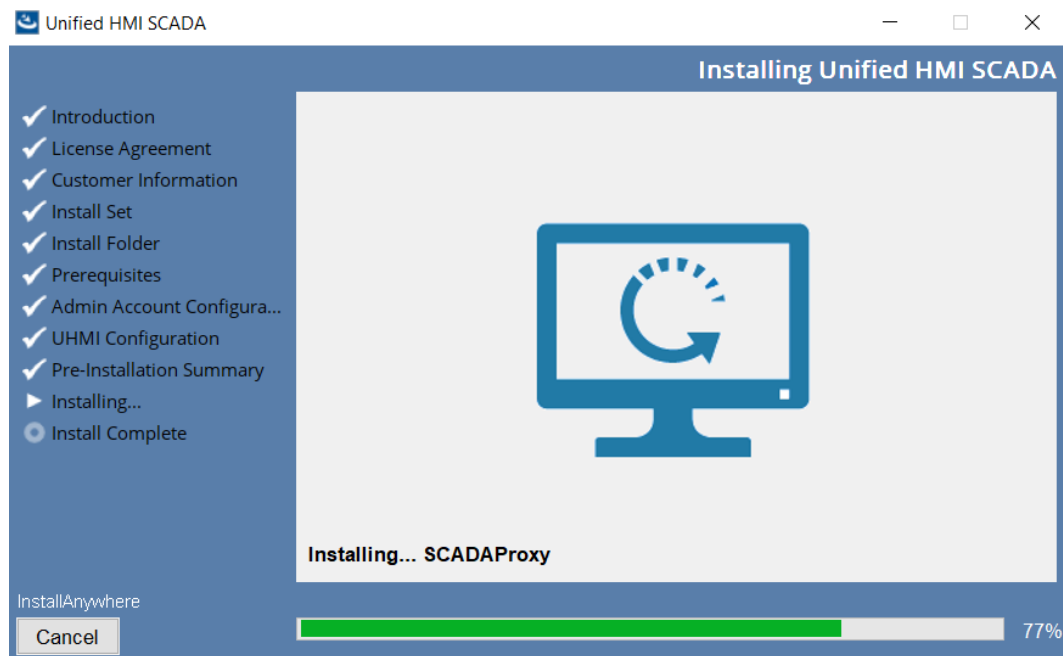 Unified HMI SCADA
Installing Unified HMI SCADA
Introduction
License Agreement
Customer Information
Install Set
Install Folder
Prerequisites
Admin Account Configura...
UHMI Configuration
Pre-Installation Summary
Installing...
Install Complete
Installing... SCADAProxy
InstallAnywhere
Cancel
77%